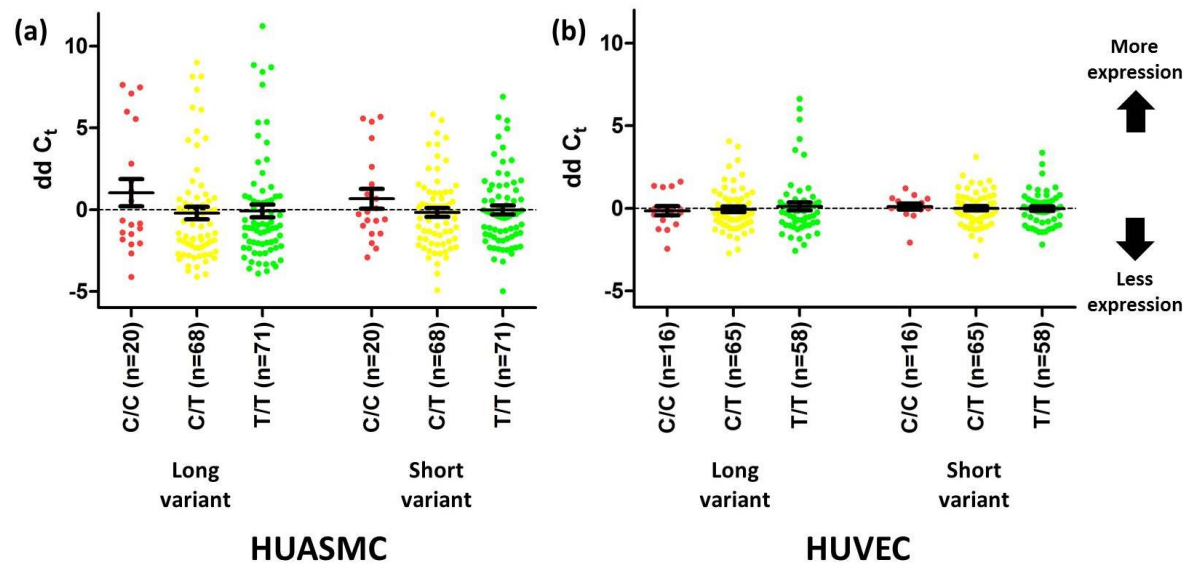 (a)
dd Ct
10
5
0
-5
C/C (n=20)
C/T (n=68)
T/T (n=71)
C/C (n=20)
C/T (n=68)
T/T (n=71)
Long
variant
Short
variant
HUASMC
(b)
dd Ct
10
5
0
-5
C/C (n=16)
C/T (n=65)
T/T (n=58)
C/C (n=16)
C/T (n=65)
T/T (n=58)
Long
variant
Short
variant
HUVEC
More
expression
Less
expression